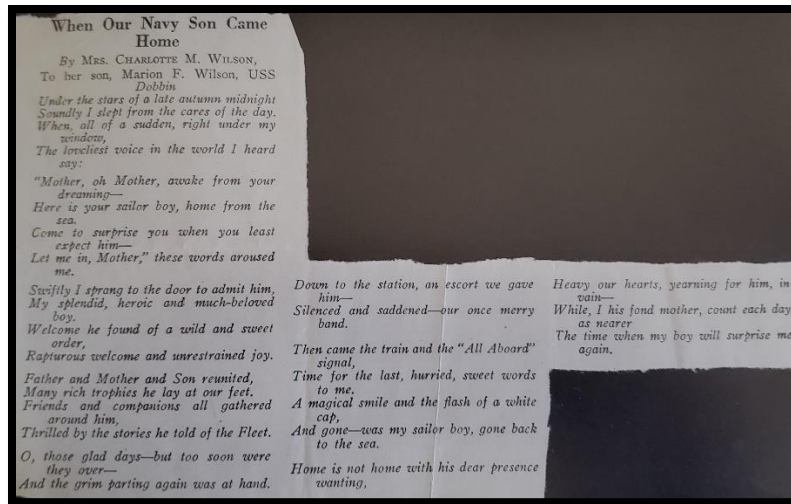 When Our Navy Son Came
Home
By MRS. CHARLOTTE M. WILSON,
To her son, Marion F. Wilson, USS
Dobbin
Under the stars of a late autumn midnight
Soundly I slept from the cares of the day.
When, all of a sudden, right under my
window,
The loveliest voice in the world I heard
say:
"Mother, oh Mother, awake from your
dreaming—
Here is your sailor boy, home from the
sea.
Come to surprise you when you least
expect him—
Let me in, Mother," these words aroused
me.
Swiftly I sprang to the door to admit him,
My splendid, heroic and much-beloved
boy.
Welcome he found of a wild and sweet
order,
Rapturous welcome and unrestrained joy.
Father and Mother and Son reunited,
Many rich trophies he lay at our feet.
Friends and companions all gathered
around him,
Thrilled by the stories he told of the Fleet.
O, those glad days—but too soon were
they over—
And the grim parting again was at hand.
Down to the station, an escort we gave
him—
Silenced and saddened—our once merry
band.
Then came the train and the "All Aboard"
signal,
Time for the last, hurried, sweet words
to me.
A magical smile and the flash of a white
cap,
And gone—was my sailor boy, gone back
to the sea.
Home is not home with his dear presence
wanting,
Heavy our hearts, yearning for him, in
vain—
While, I his fond mother, count each day
as nearer
The time when my boy will surprise me
again.